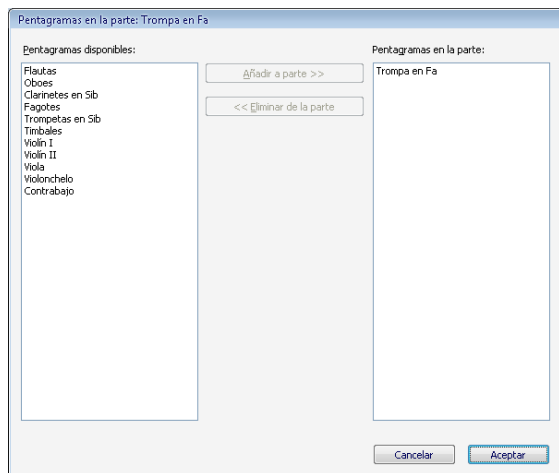 Pentagramas en la parte: Trompa en Fa
Pentagramas disponibles:
Flautas
Oboes
Clarinetes en Sib
Fagotes
Trompetas en Sib
Timbales
Violín I
Violín II
Viola
Violonchelo
Contrabajo
Añadir a parte >>
<< Eliminar de la parte
Pentagramas en la parte:
Trompa en Fa
Cancelar
Aceptar